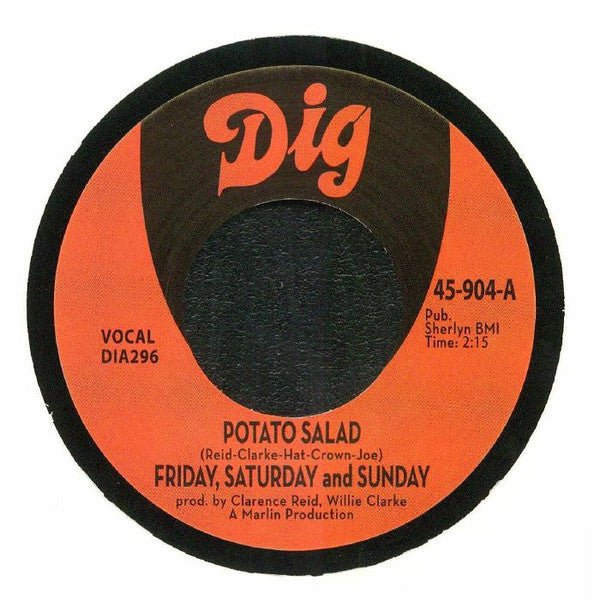 Dig
45-904-A
Pub.
Sherlyn BMI
Time: 2:15
VOCAL
DIA296
POTATO SALAD
(Reid-Clarke-Hat-Crown-Joe)
FRIDAY, SATURDAY and SUNDAY
prod. by Clarence Reid, Willie Clarke
A Marlin Production